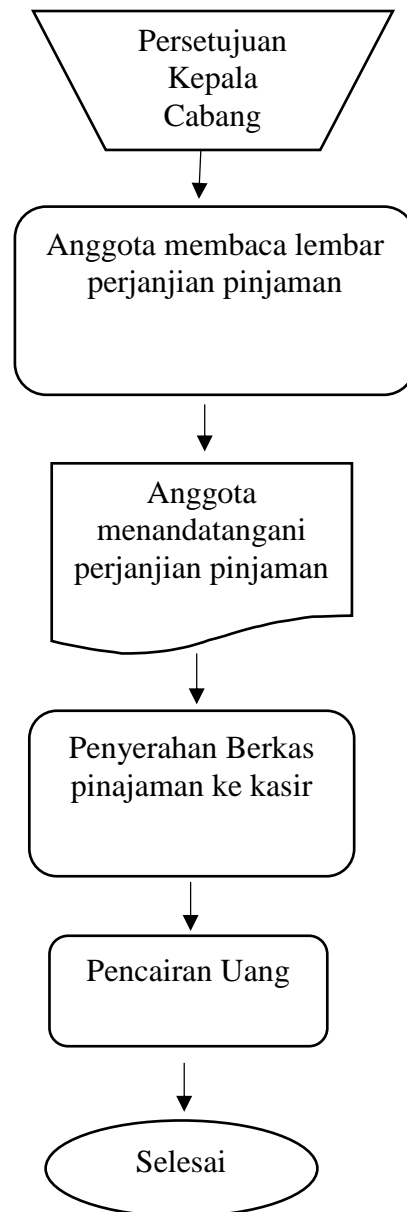 Persetujuan
Kepala
Cabang
Anggota membaca lembar
perjanjian pinjaman
Anggota
menandatangani
perjanjian pinjaman
Penyerahan Berkas
pinajaman ke kasir
Pencairan Uang
Selesai